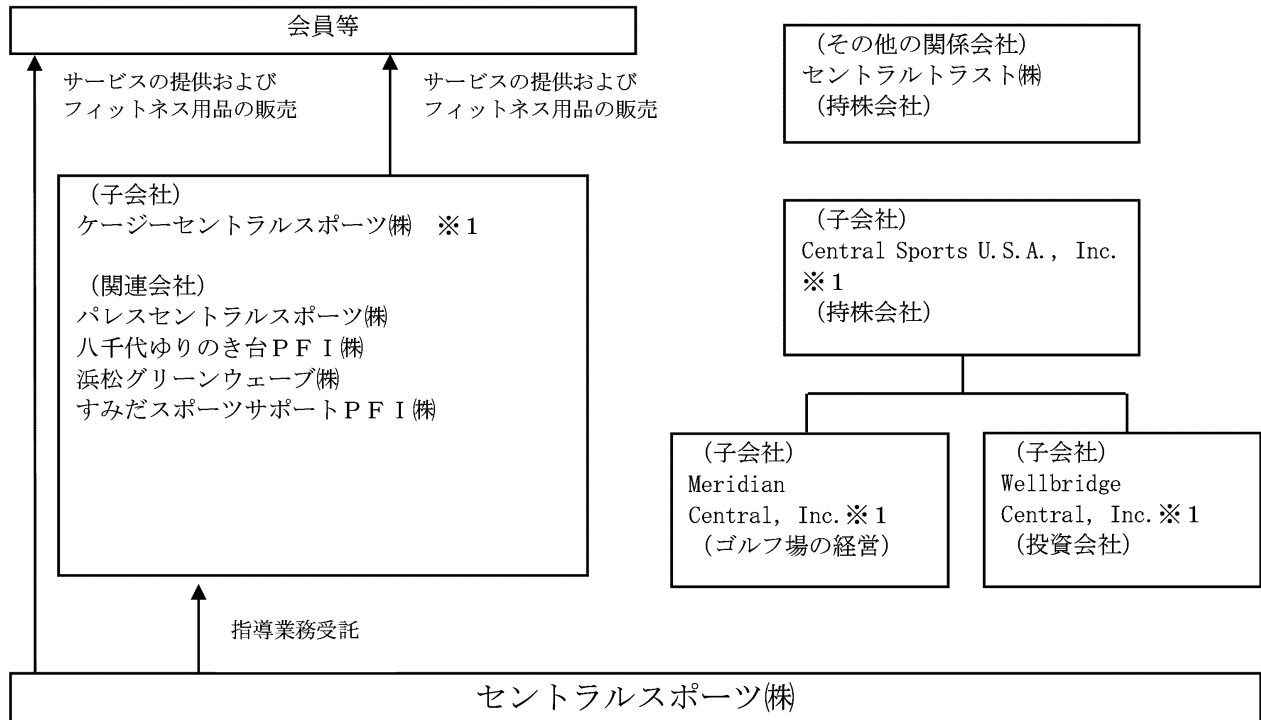 会員等
サービスの提供および
フィットネス用品の販売
サービスの提供および
フィットネス用品の販売
（その他の関係会社）
セントラルトラスト㈱
（持株会社）
（子会社）
ケージーセントラルスポーツ㈱　※１
（関連会社）
パレスセントラルスポーツ㈱
八千代ゆりのき台ＰＦＩ㈱
浜松グリーンウェーブ㈱
すみだスポーツサポートＰＦＩ㈱
（子会社）
Central Sports U.S.A., Inc.
※１
（持株会社）
（子会社）
Meridian
Central, Inc.※１
（ゴルフ場の経営）
（子会社）
Wellbridge
Central, Inc.※１
（投資会社）
指導業務受託
セントラルスポーツ㈱